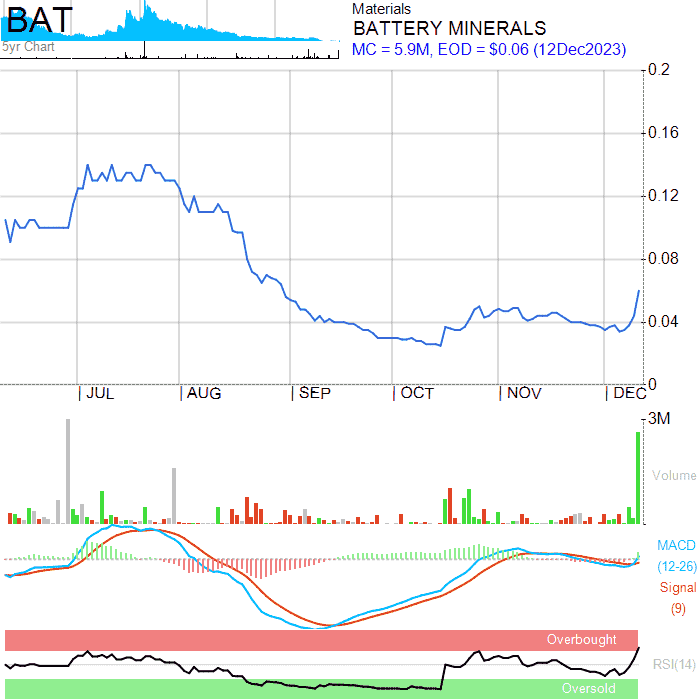 BAT
5yr Chart
Materials
BATTERY MINERALS
MC = 5.9M, EOD = $0.06 (12Dec2023)
0.2
0.16
0.12
0.08
0.04
0
JUL AUG SEP OCT NOV DEC
3M
Volume
MACD
(12-26)
Signal
(9)
Overbought
RSI(14)
Oversold